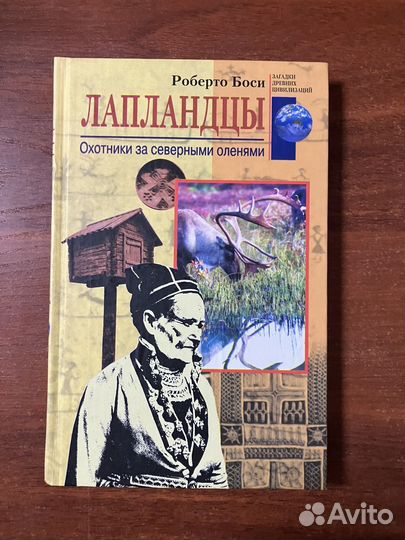 Роберто Боси
ЗАГАДКИ
ДРЕВНИХ
ЦИВИЛИЗАЦИЙ
ЛАПЛАНДЦЫ
Охотники за северными оленями
Avito